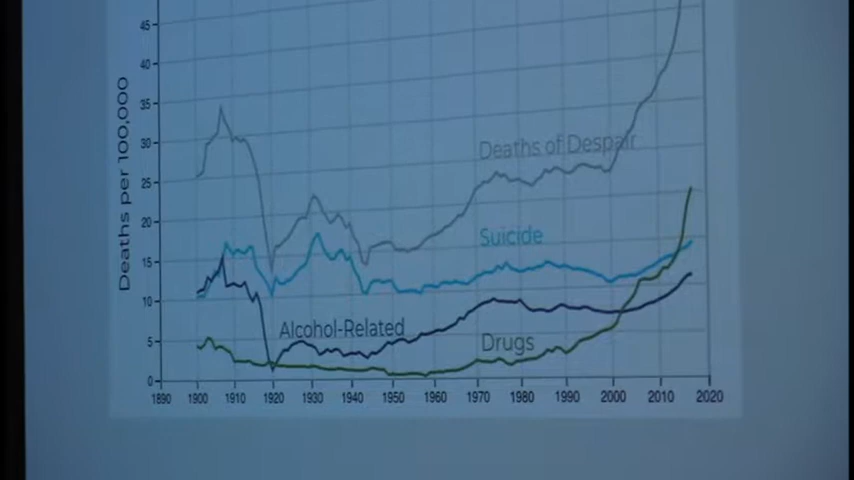 45
40
35
30
25
20
15
10
5
0
Deaths per 100,000
Deaths of Despair
Suicide
Alcohol-Related
Drugs
1890 1900 1910 1920 1930 1940 1950 1960 1970 1980 1990 2000 2010 2020